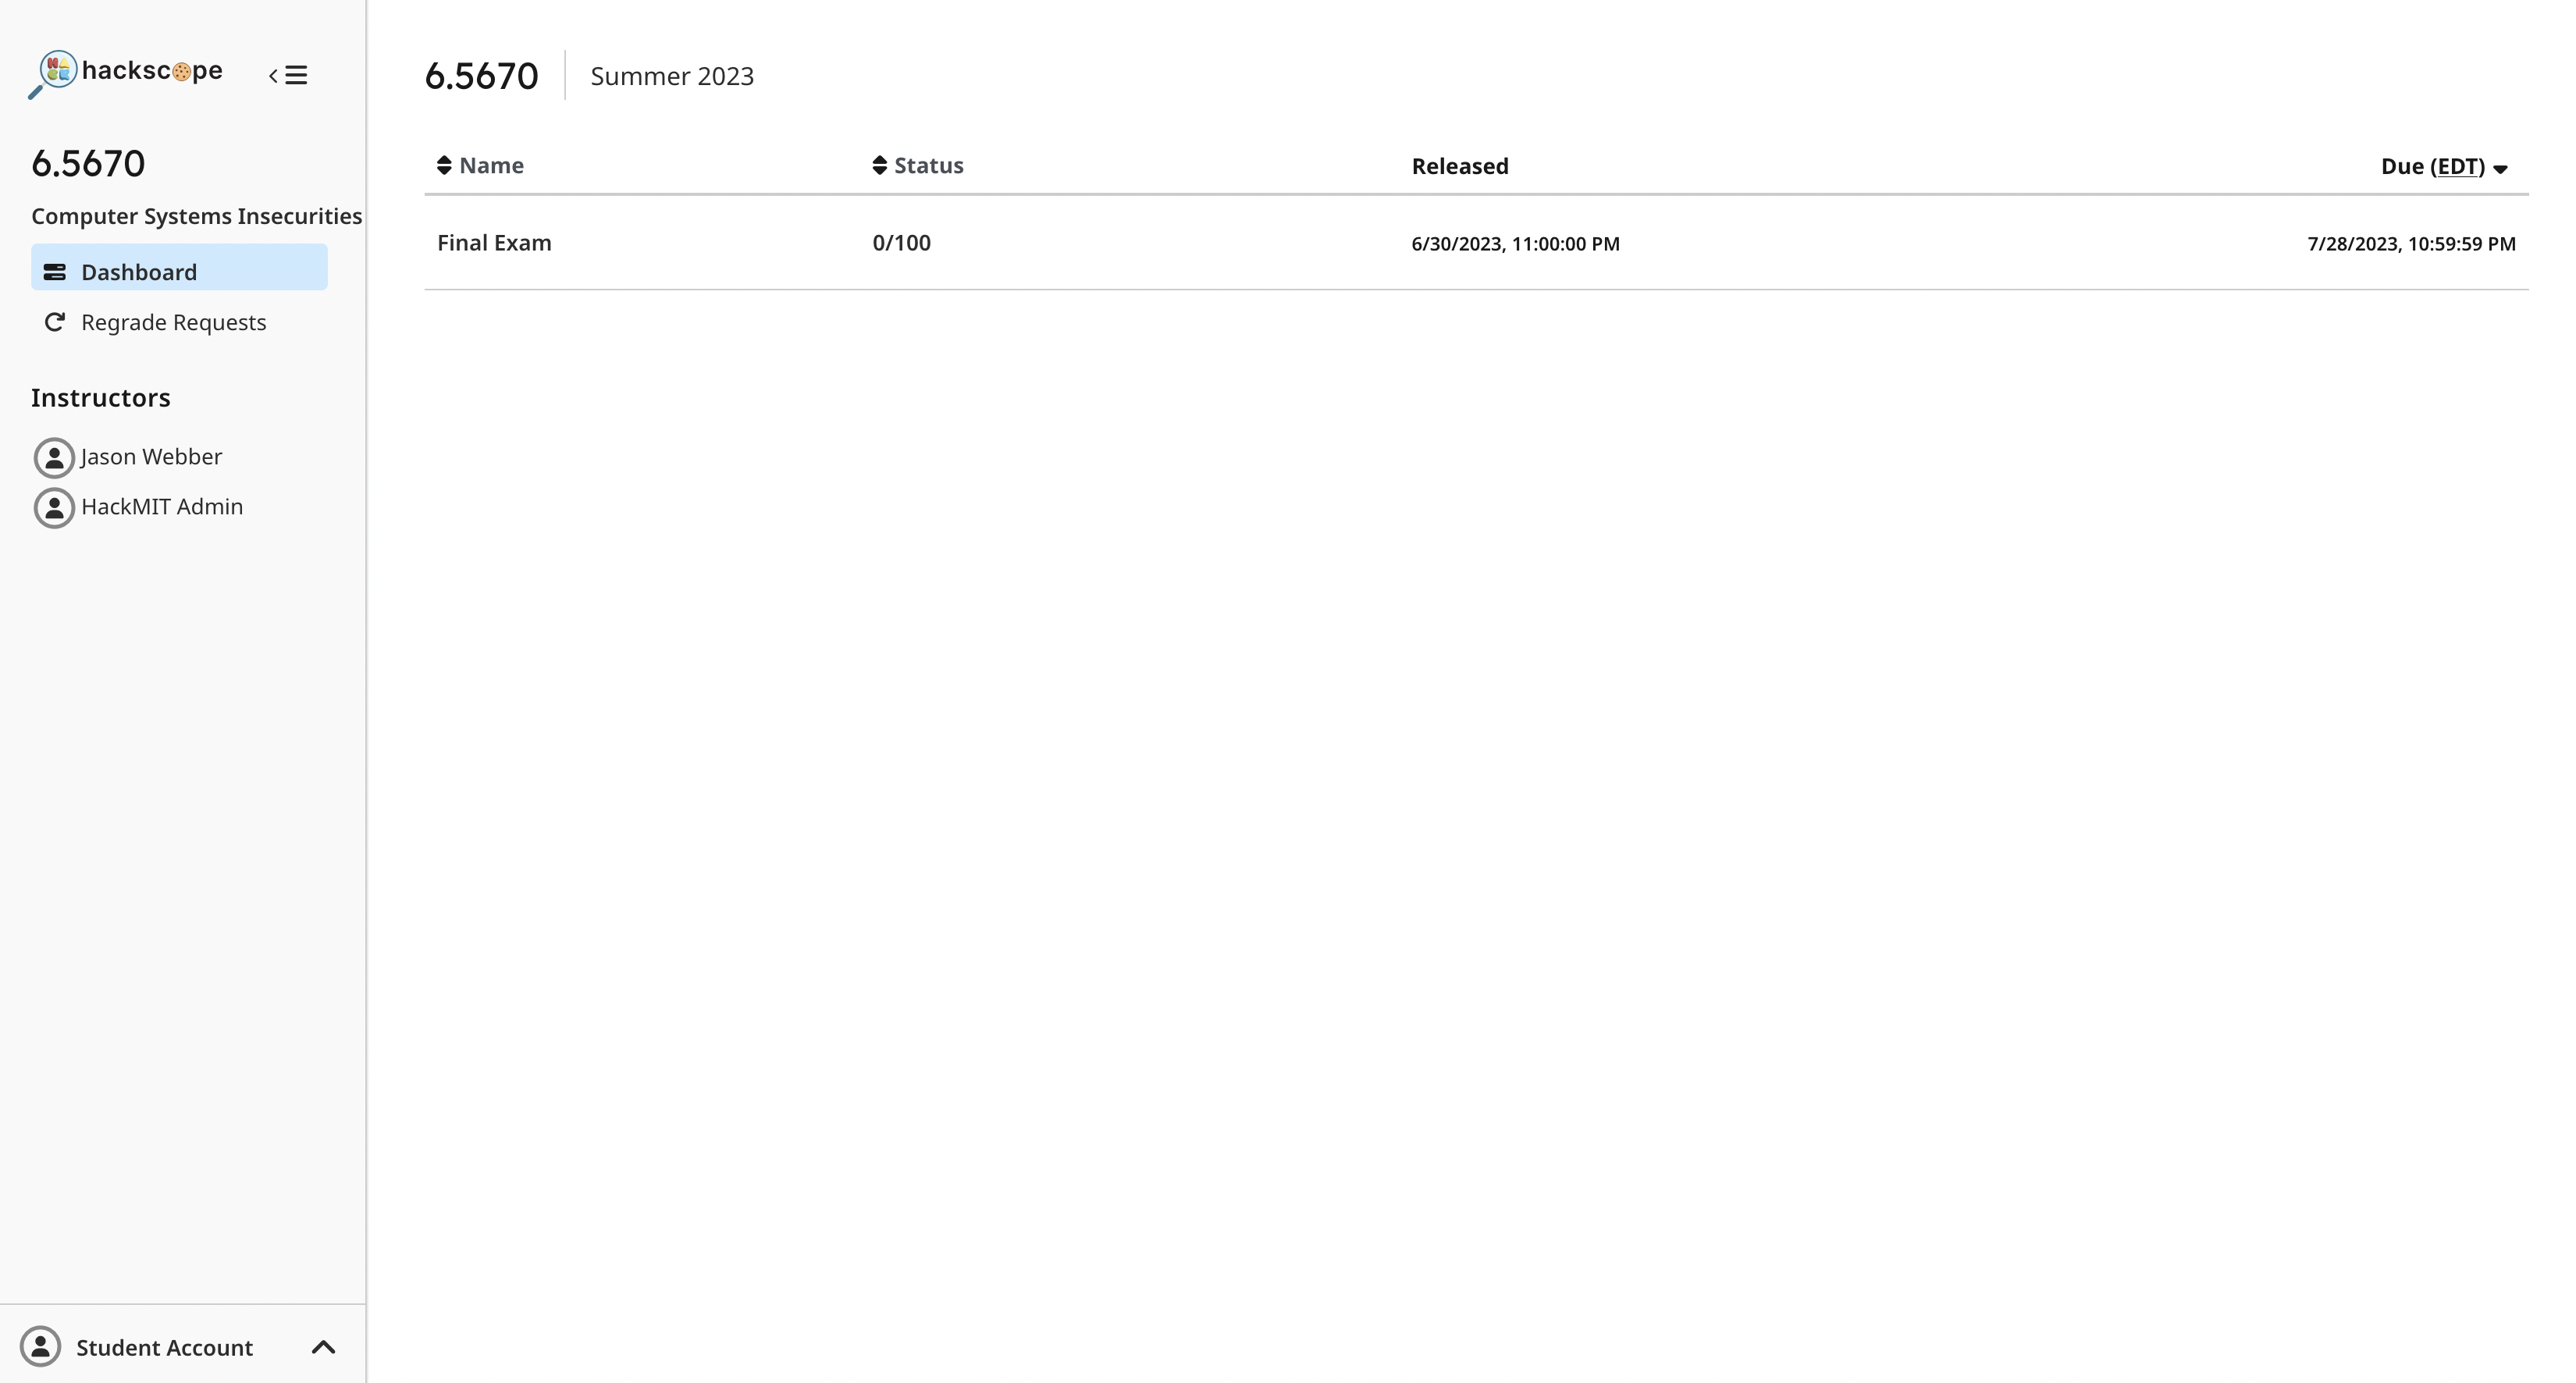 hackscope
6.5670
Computer Systems Insecurities
Dashboard
Regrade Requests
Instructors
Jason Webber
HackMIT Admin
Student Account
6.5670 Summer 2023
Name Status Released Due (EDT)
Final Exam 0/100 6/30/2023, 11:00:00 PM 7/28/2023, 10:59:59 PM